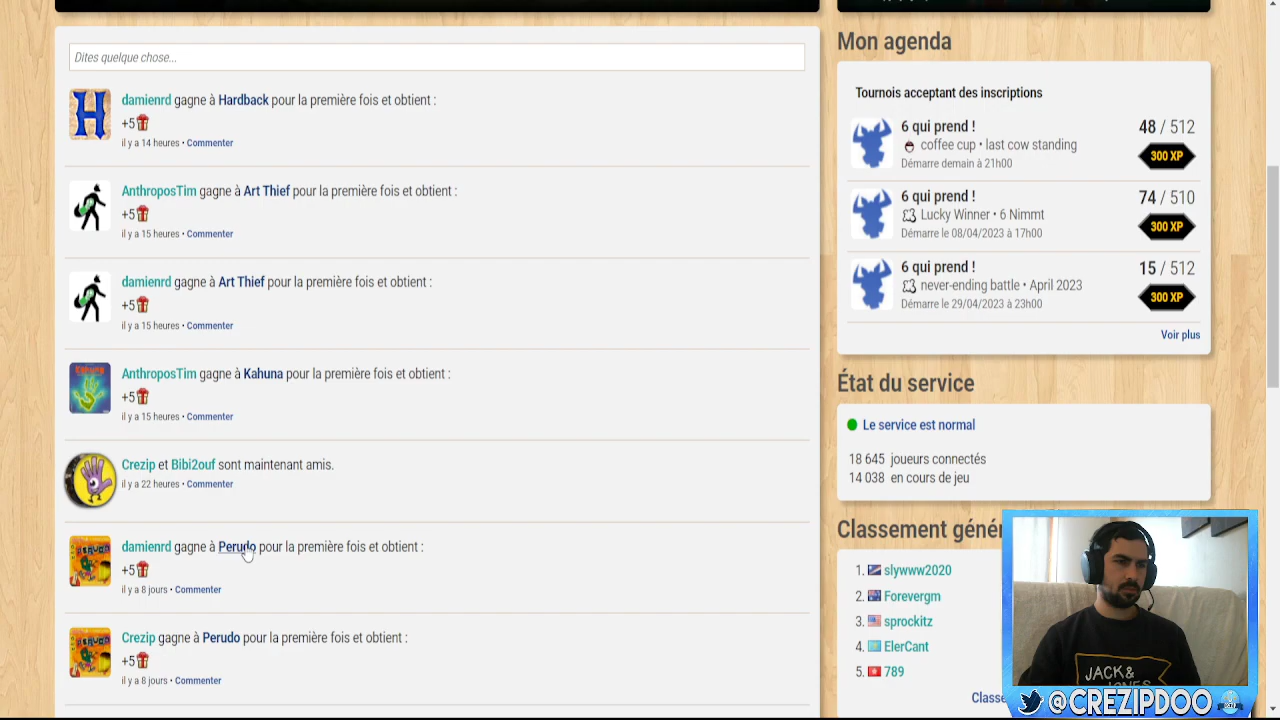 Dites quelque chose...
damienrd gagne à Hardback pour la première fois et obtient :
+5
il y a 14 heures • Commenter
AnthroposTim gagne à Art Thief pour la première fois et obtient :
+5
il y a 15 heures • Commenter
damienrd gagne à Art Thief pour la première fois et obtient :
+5
il y a 15 heures • Commenter
AnthroposTim gagne à Kahuna pour la première fois et obtient :
+5
il y a 15 heures • Commenter
Crezip et Bibi2ouf sont maintenant amis.
il y a 22 heures • Commenter
damienrd gagne à Perudo pour la première fois et obtient :
+5
il y a 8 jours • Commenter
Crezip gagne à Perudo pour la première fois et obtient :
+5
il y a 8 jours • Commenter
Mon agenda
Tournois acceptant des inscriptions
6 qui prend !
48 / 512
coffee cup • last cow standing
300 XP
Démarre demain à 21h00
6 qui prend !
74 / 510
Lucky Winner • 6 Nimmt
300 XP
Démarre le 08/04/2023 à 17h00
6 qui prend !
15 / 512
never-ending battle • April 2023
300 XP
Démarre le 29/04/2023 à 23h00
Voir plus
État du service
Le service est normal
18 645 joueurs connectés
14 038 en cours de jeu
Classement génér
1. slywww2020
2. Forevergm
3. sprockitz
4. ElerCant
5. 789
Classe
JACK&
JONES
@CREZIPDOO